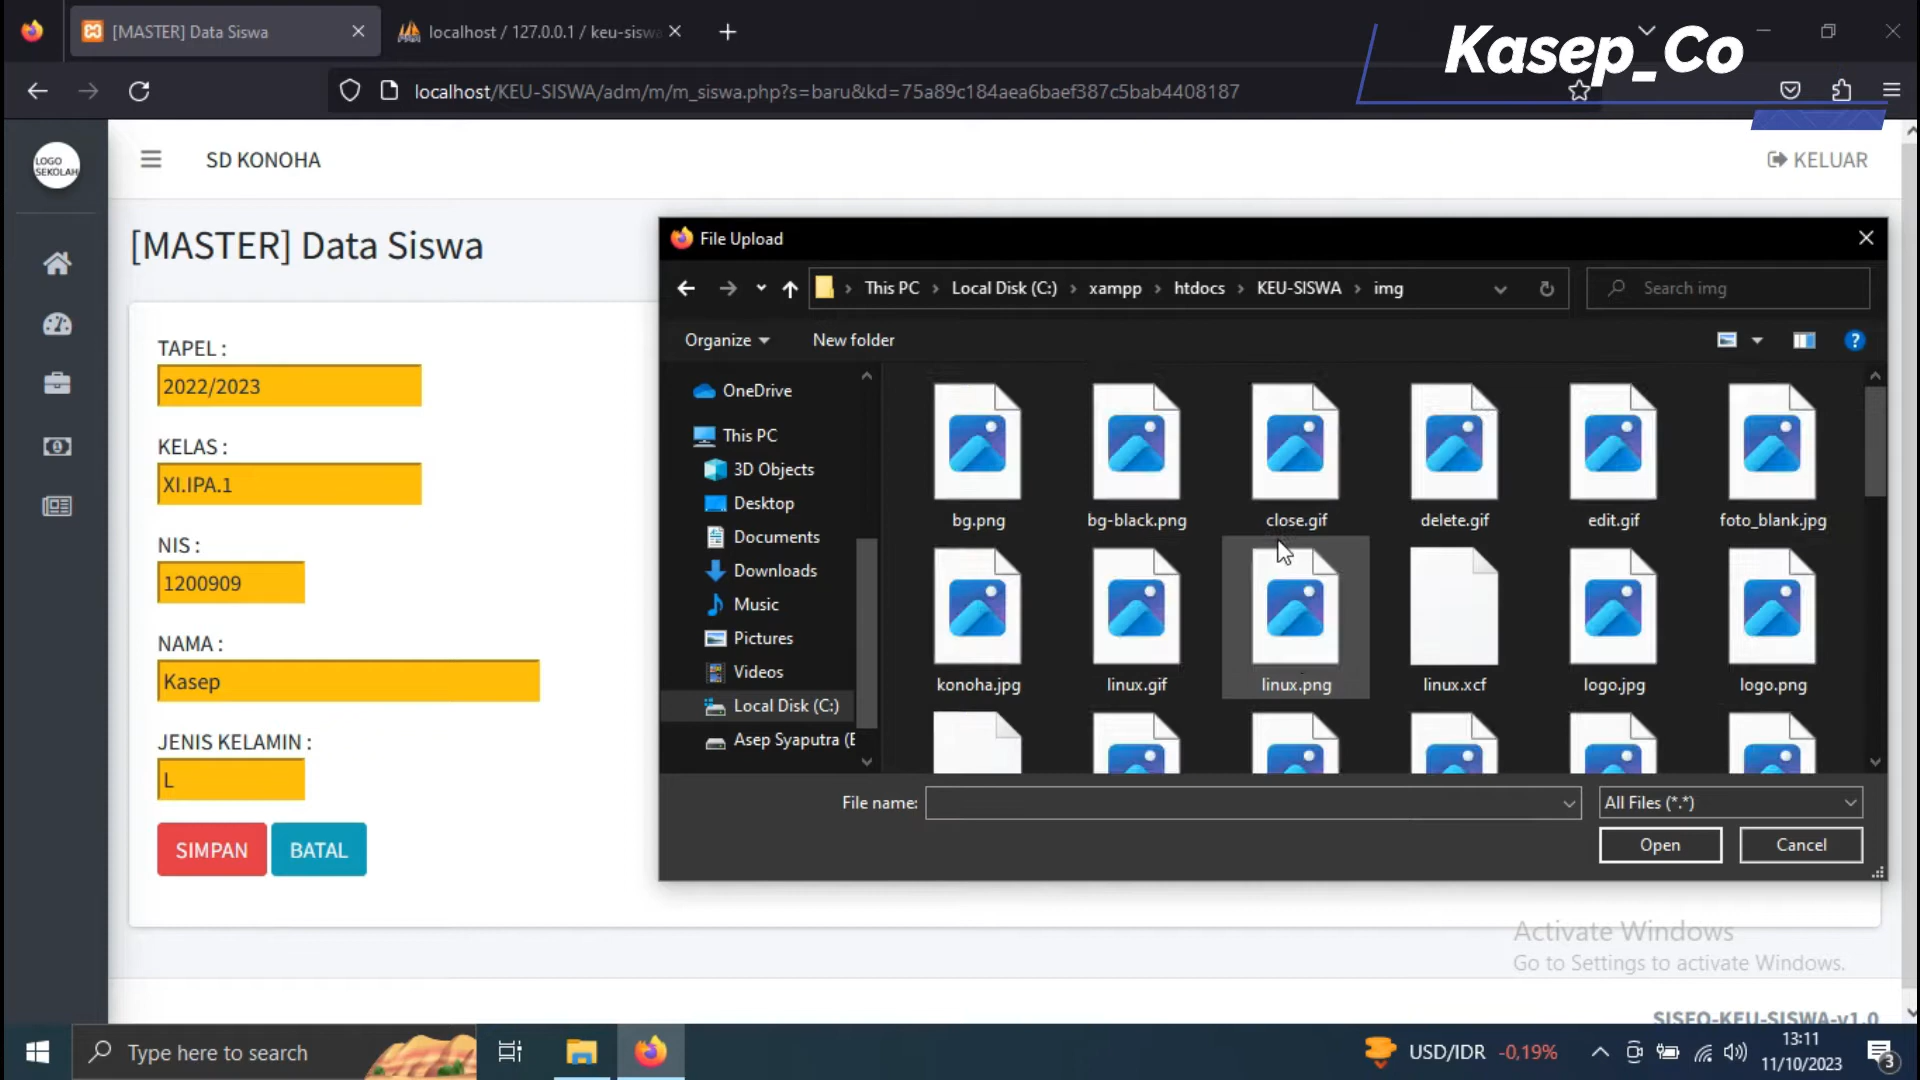 [MASTER] Data Siswa
localhost / 127.0.0.1 / keu-siswa
Kasep_Co
localhost/KEU-SISWA/adm/m/m_siswa.php?s=baru&kd=75a89c184aea6baef387c5bab4408187
LOGO
SEKOLAH
SD KONOHA
KELUAR
[MASTER] Data Siswa
TAPEL :
2022/2023
KELAS :
XI.IPA.1
NIS :
1200909
NAMA :
Kasep
JENIS KELAMIN :
L
SIMPAN
BATAL
File Upload
This PC
Local Disk (C:)
xampp
htdocs
KEU-SISWA
img
Search img
Organize
New folder
?
OneDrive
This PC
3D Objects
Desktop
Documents
Downloads
Music
Pictures
Videos
Local Disk (C:)
Asep Syaputra (E
bg.png
bg-black.png
close.gif
delete.gif
edit.gif
foto_blank.jpg
konoha.jpg
linux.gif
linux.png
linux.xcf
logo.jpg
logo.png
File name:
All Files (*.*)
Open
Cancel
Activate Windows
Go to Settings to activate Windows.
SISFO-KEU-SISWA-v1.0
Type here to search
USD/IDR -0,19%
13:11
11/10/2023
3